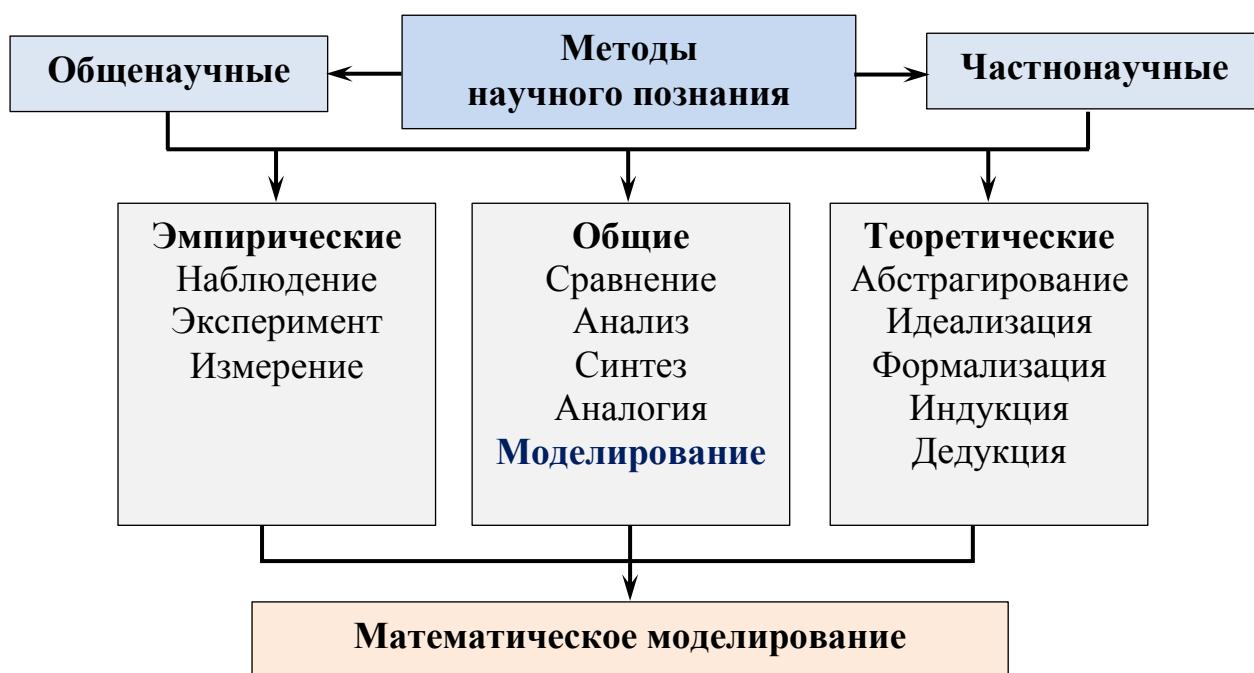 Общенаучные
Методы
научного познания
Частнонаучные
Эмпирические
Наблюдение
Эксперимент
Измерение
Общие
Сравнение
Анализ
Синтез
Аналогия
Моделирование
Теоретические
Абстрагирование
Идеализация
Формализация
Индукция
Дедукция
Математическое моделирование